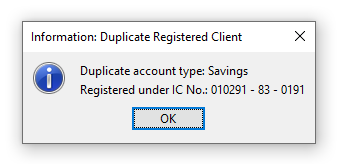 Information: Duplicate Registered Client
Duplicate account type: Savings
Registered under IC No.: 010291 - 83 - 0191
OK